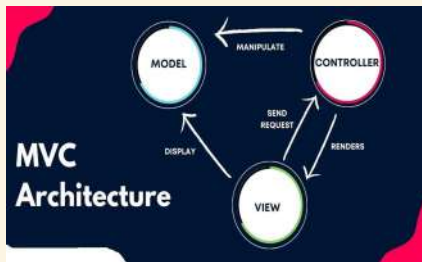 MODEL
MANIPULATE
CONTROLLER
SEND
REQUEST
DISPLAY
RENDERS
MVC
Architecture
VIEW